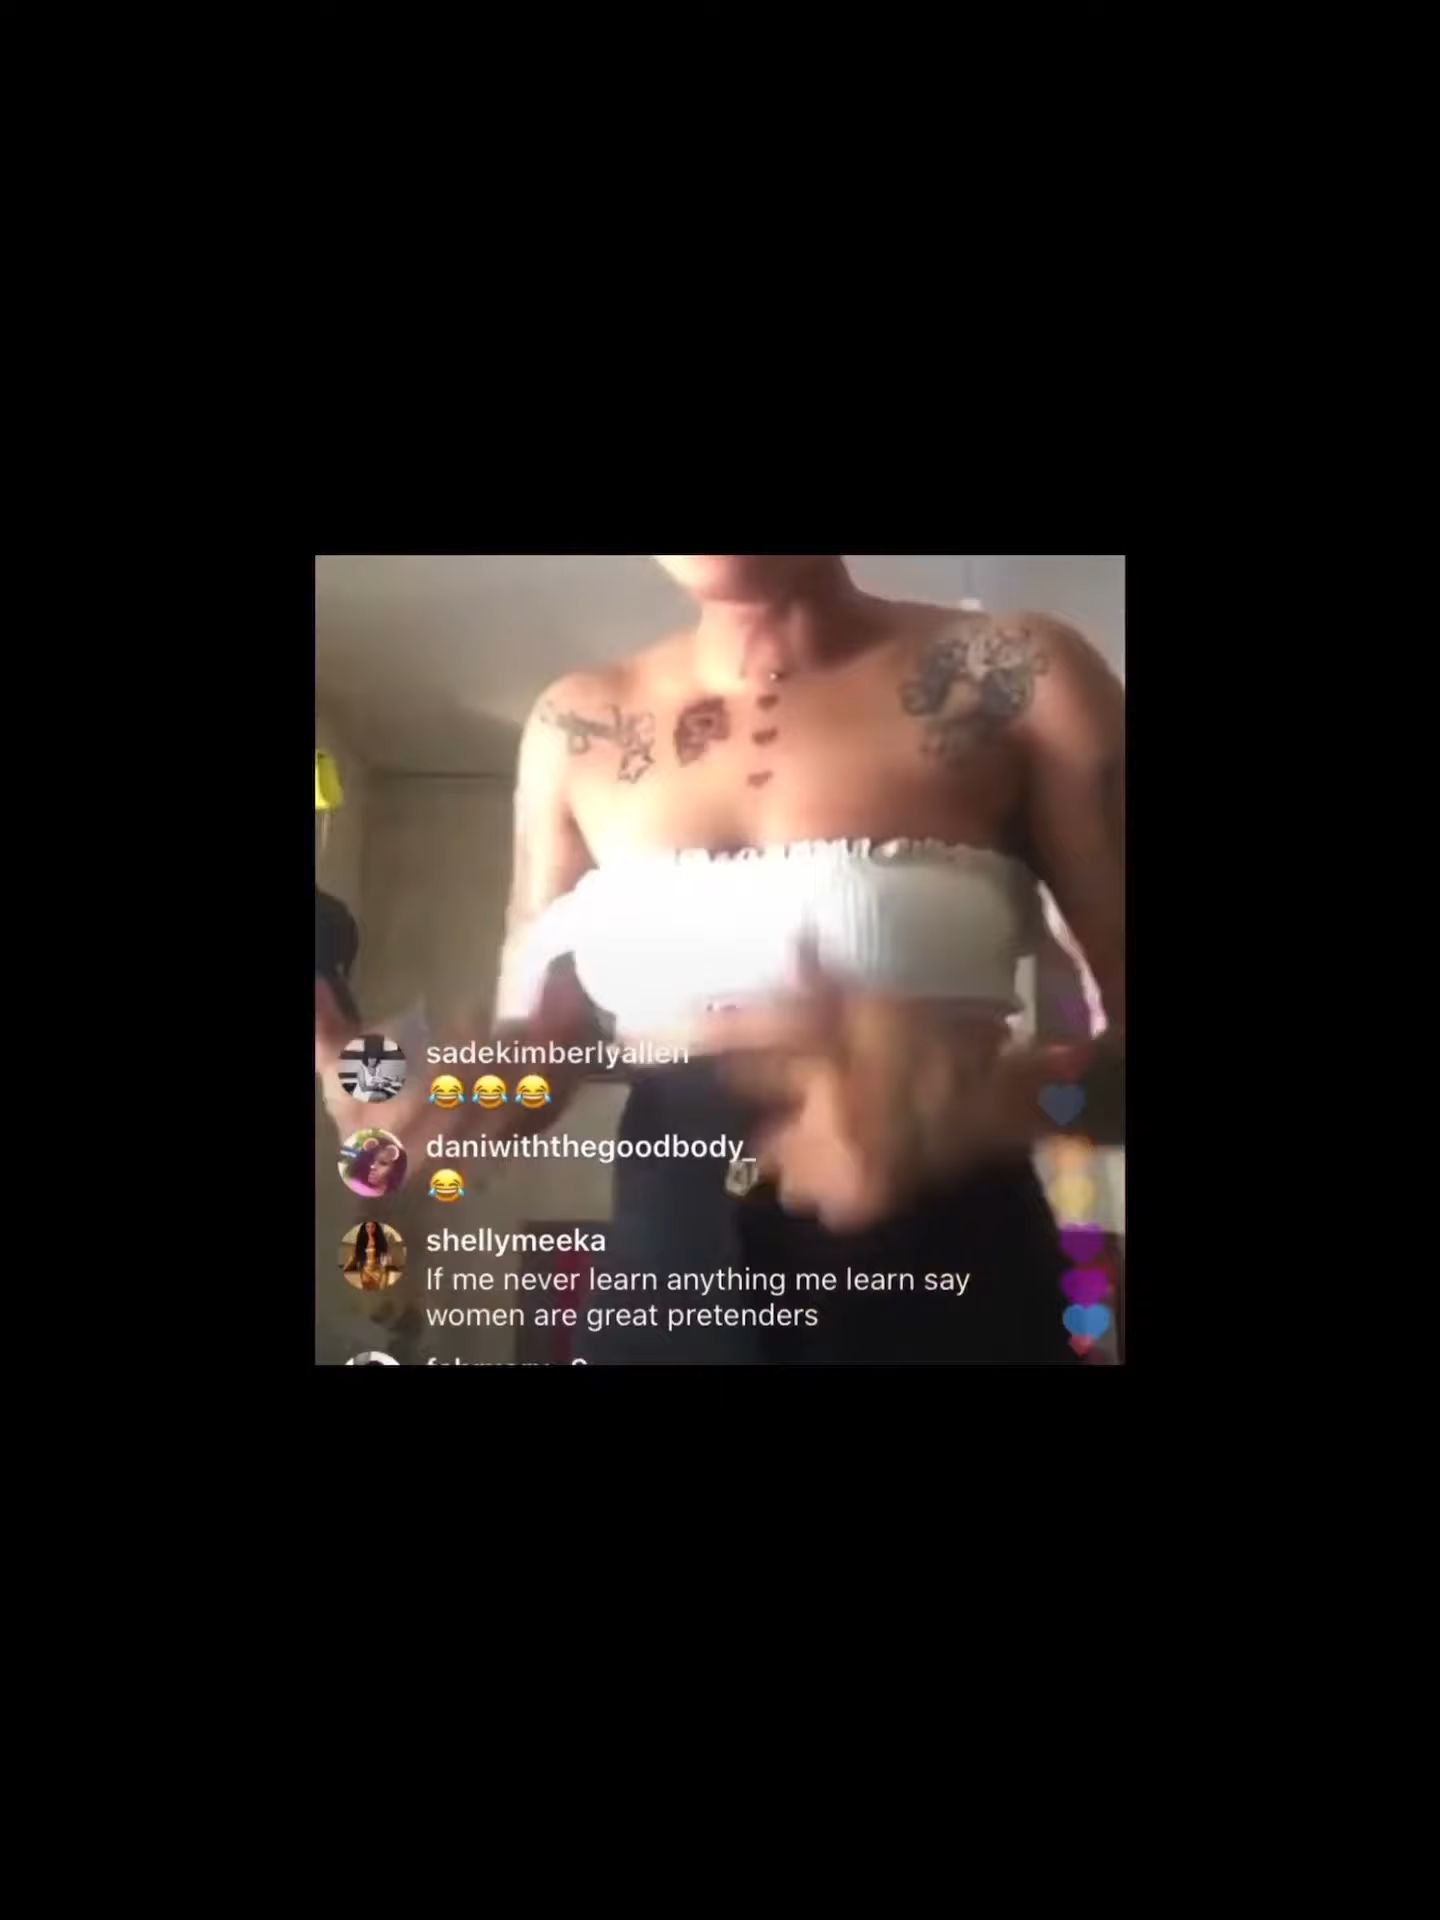 sadekimberlyallen
😂😂😂
daniwiththegoodbody_
😂
shellymeeka
If me never learn anything me learn say
women are great pretenders